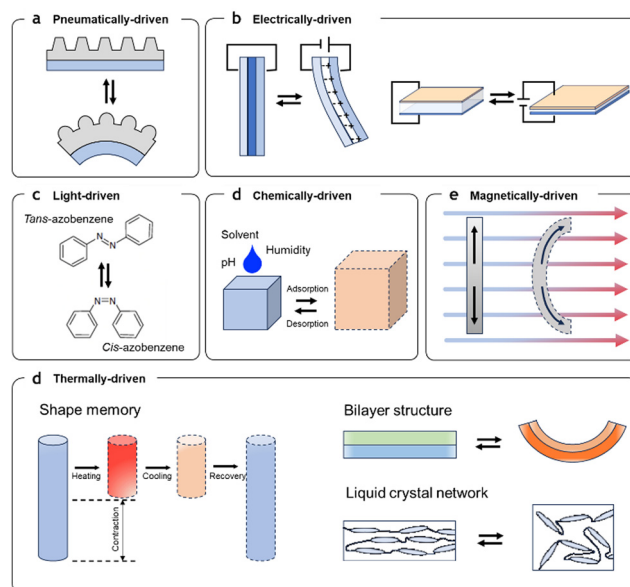 a Pneumatically-driven
b Electrically-driven
+
+
+
+
+
+
c Light-driven
Tans-azobenzene
N
N
N=N
Cis-azobenzene
d Chemically-driven
Solvent
Humidity
pH
Adsorption
Desorption
e Magnetically-driven
d Thermally-driven
Shape memory
Heating
Cooling
Recovery
Contraction
Bilayer structure
Liquid crystal network